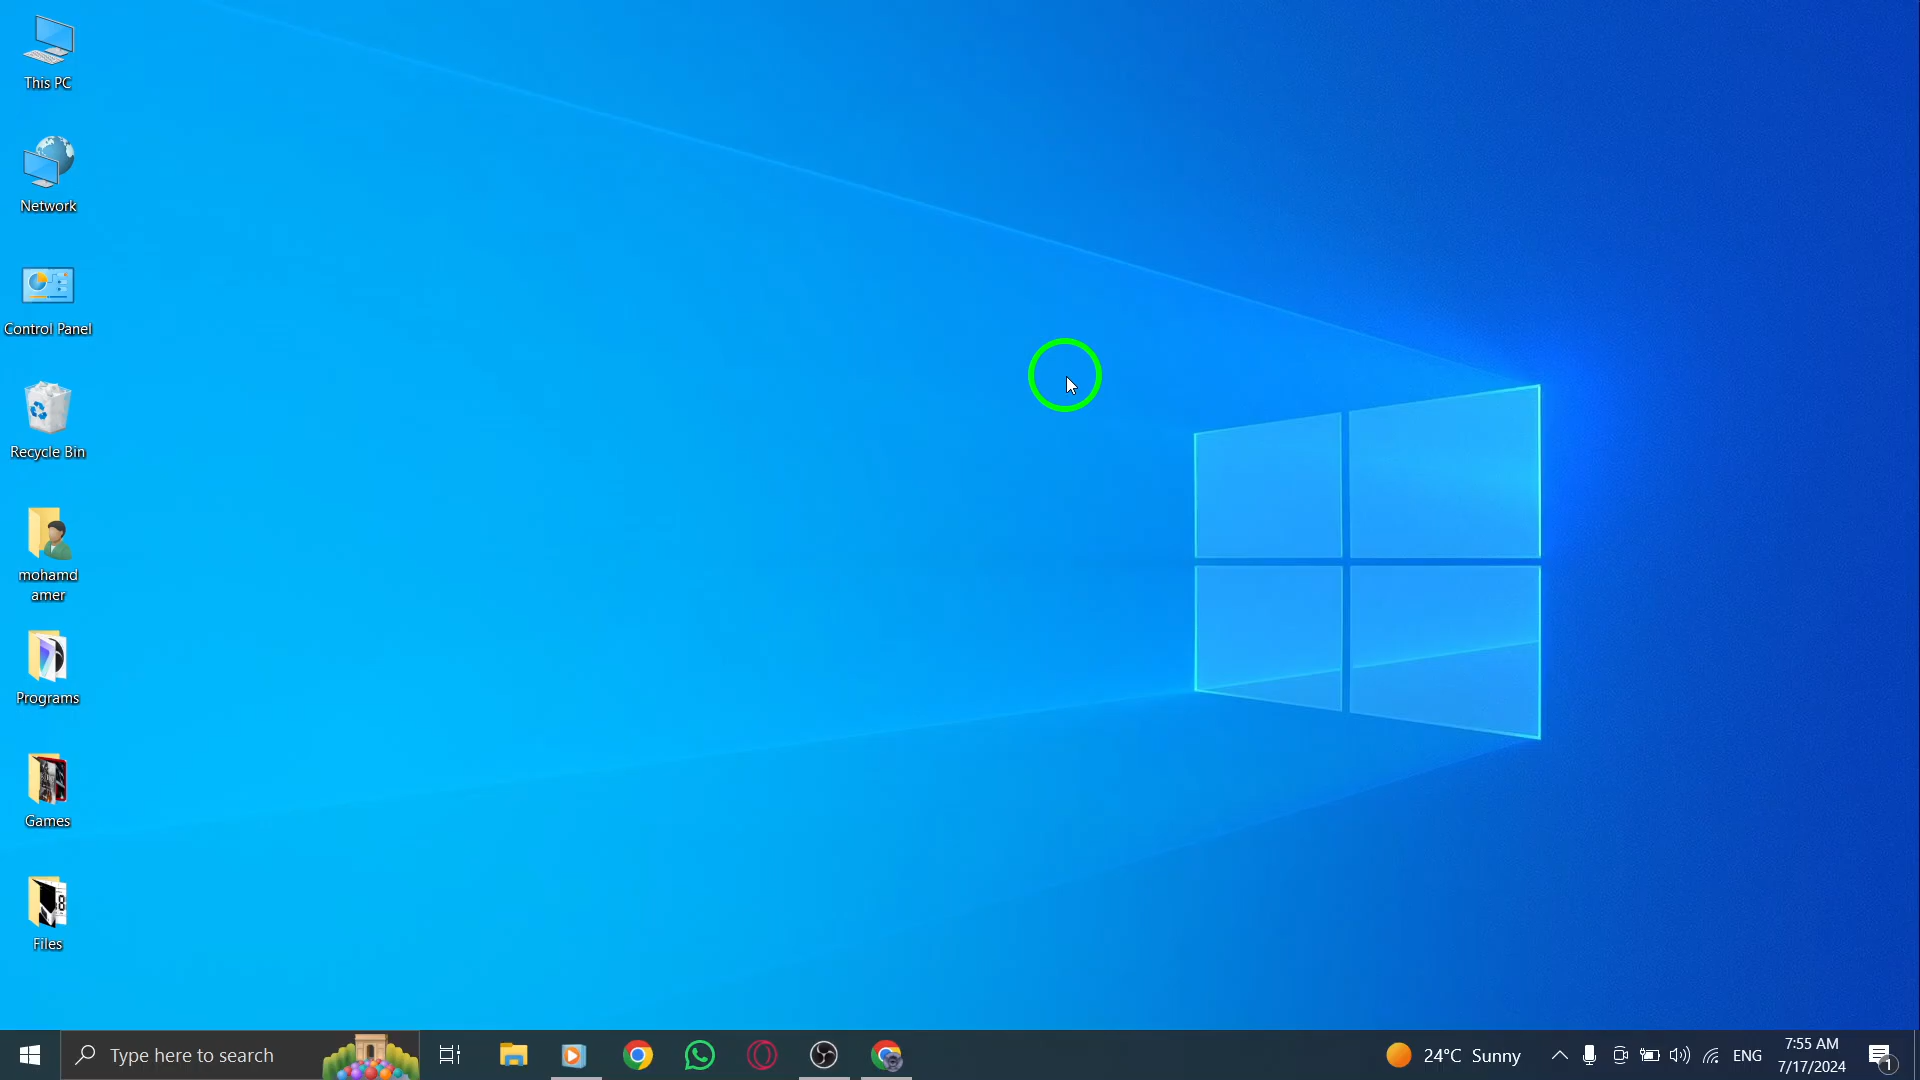 This PC
Network
Control Panel
Recycle Bin
mohamd
amer
Programs
Games
Files
Type here to search
24°C Sunny
ENG
7:55 AM
7/17/2024
1